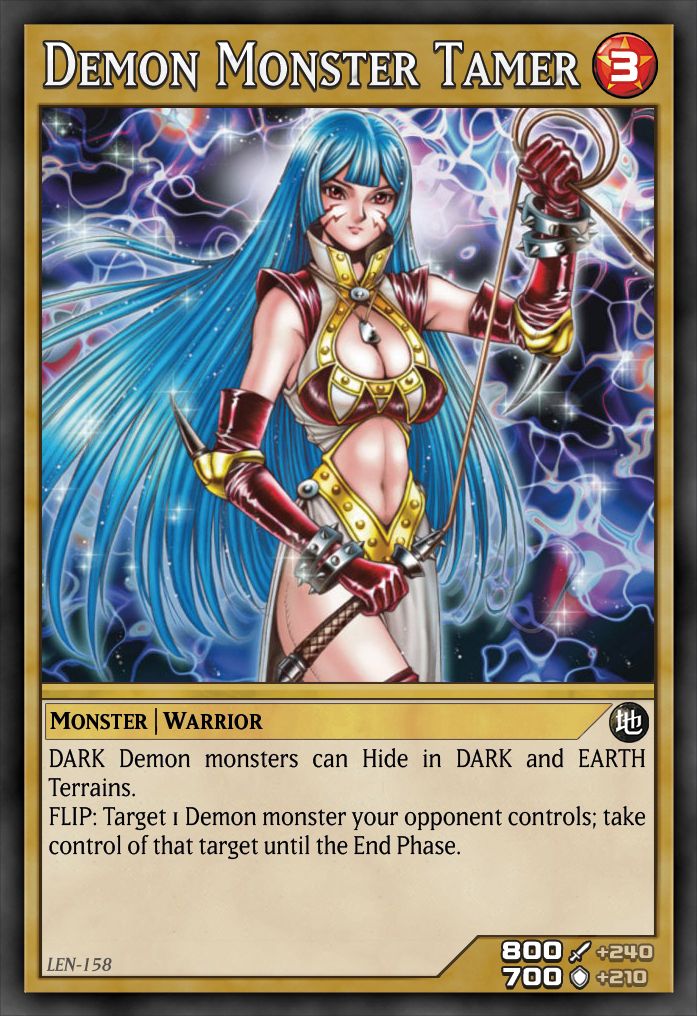 DEMON MONSTER TAMER 3
MONSTER | WARRIOR
DARK Demon monsters can Hide in DARK and EARTH
Terrains.
FLIP: Target 1 Demon monster your opponent controls; take
control of that target until the End Phase.
800 +240
LEN-158 700 +210